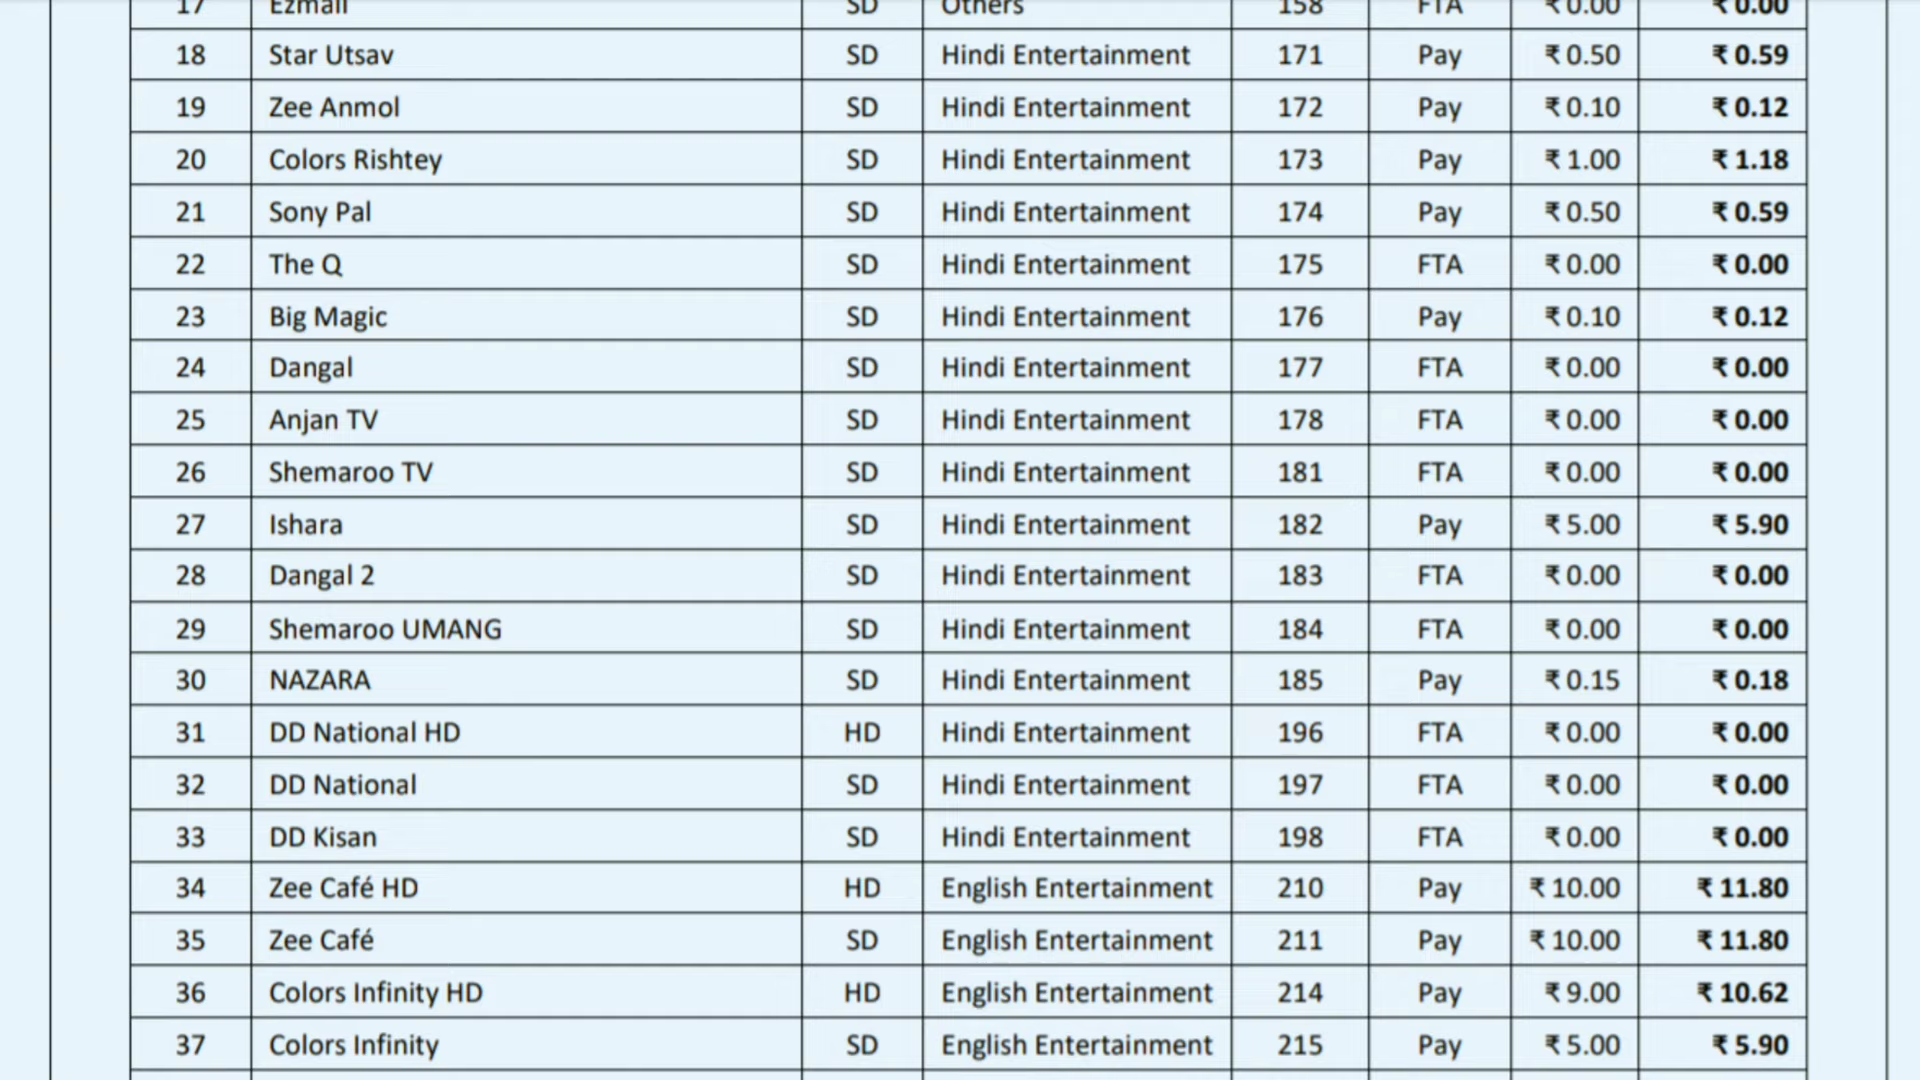 17 Ezmall SD Others 158 FTA ₹ 0.00 ₹ 0.00
18 Star Utsav SD Hindi Entertainment 171 Pay ₹ 0.50 ₹ 0.59
19 Zee Anmol SD Hindi Entertainment 172 Pay ₹ 0.10 ₹ 0.12
20 Colors Rishtey SD Hindi Entertainment 173 Pay ₹ 1.00 ₹ 1.18
21 Sony Pal SD Hindi Entertainment 174 Pay ₹ 0.50 ₹ 0.59
22 The Q SD Hindi Entertainment 175 FTA ₹ 0.00 ₹ 0.00
23 Big Magic SD Hindi Entertainment 176 Pay ₹ 0.10 ₹ 0.12
24 Dangal SD Hindi Entertainment 177 FTA ₹ 0.00 ₹ 0.00
25 Anjan TV SD Hindi Entertainment 178 FTA ₹ 0.00 ₹ 0.00
26 Shemaroo TV SD Hindi Entertainment 181 FTA ₹ 0.00 ₹ 0.00
27 Ishara SD Hindi Entertainment 182 Pay ₹ 5.00 ₹ 5.90
28 Dangal 2 SD Hindi Entertainment 183 FTA ₹ 0.00 ₹ 0.00
29 Shemaroo UMANG SD Hindi Entertainment 184 FTA ₹ 0.00 ₹ 0.00
30 NAZARA SD Hindi Entertainment 185 Pay ₹ 0.15 ₹ 0.18
31 DD National HD HD Hindi Entertainment 196 FTA ₹ 0.00 ₹ 0.00
32 DD National SD Hindi Entertainment 197 FTA ₹ 0.00 ₹ 0.00
33 DD Kisan SD Hindi Entertainment 198 FTA ₹ 0.00 ₹ 0.00
34 Zee Café HD HD English Entertainment 210 Pay ₹ 10.00 ₹ 11.80
35 Zee Café SD English Entertainment 211 Pay ₹ 10.00 ₹ 11.80
36 Colors Infinity HD HD English Entertainment 214 Pay ₹ 9.00 ₹ 10.62
37 Colors Infinity SD English Entertainment 215 Pay ₹ 5.00 ₹ 5.90